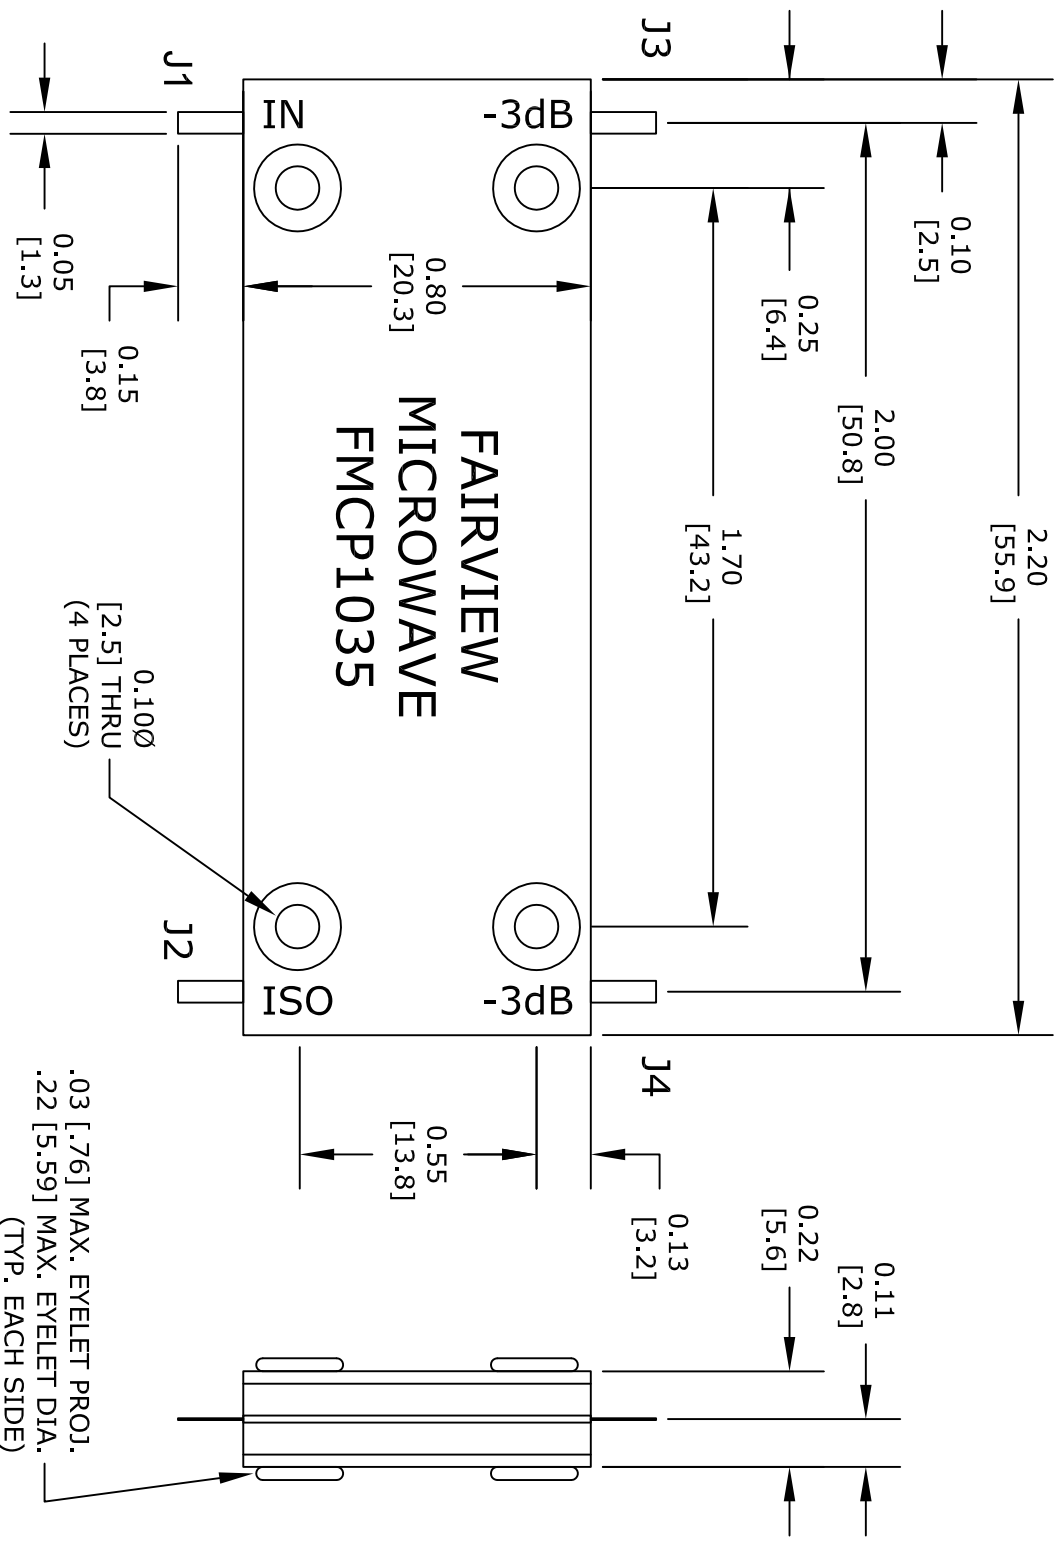 2.20
[55.9]
2.00
[50.8]
0.10
[2.5]
0.25
[6.4]
1.70
[43.2]
0.11
[2.8]
0.22
[5.6]
J3
J4
0.13
[3.2]
-3dB
-3dB
0.80
[20.3]
FAIRVIEW
MICROWAVE
FMCP1035
0.55
[13.8]
IN
ISO
J1
J2
0.15
[3.8]
0.05
[1.3]
0.10Ø
[2.5] THRU
(4 PLACES)
.03 [.76] MAX. EYELET PROJ.
.22 [5.59] MAX. EYELET DIA.
(TYP. EACH SIDE)